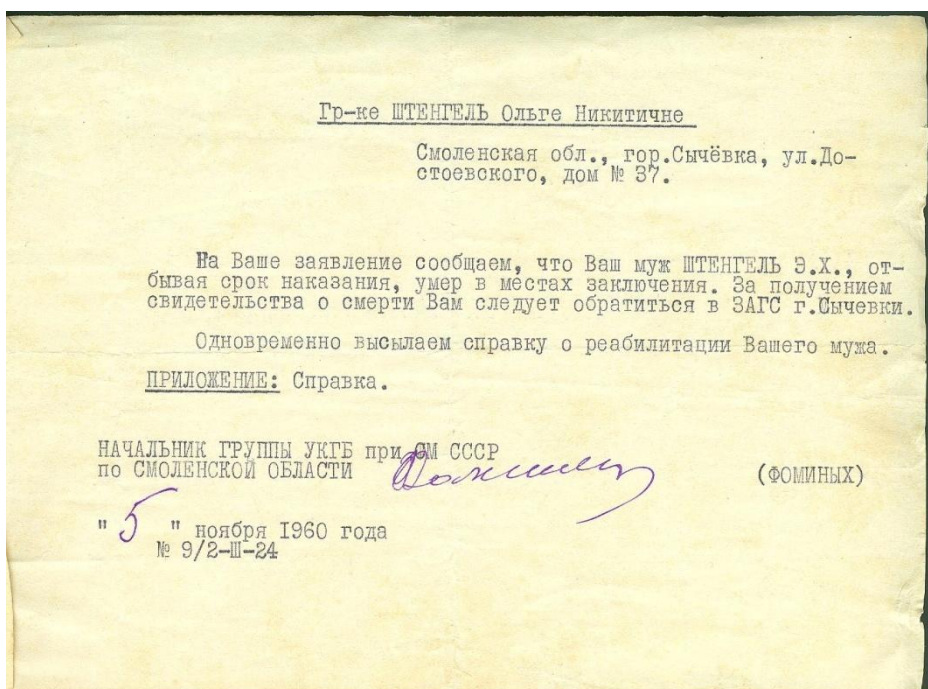 Гр-ке ШТЕНГЕЛЬ Ольге Никитичне
Смоленская обл., гор.Сычёвка, ул.До-
стоевского, дом № 37.
На Ваше заявление сообщаем, что Ваш муж ШТЕНГЕЛЬ Э.Х., от-
бывая срок наказания, умер в местах заключения. За получением
свидетельства о смерти Вам следует обратиться в ЗАГС г.Сычевки.
Одновременно высылаем справку о реабилитации Вашего мужа.
ПРИЛОЖЕНИЕ: Справка.
НАЧАЛЬНИК ГРУППЫ УКГБ при СМ СССР
по СМОЛЕНСКОЙ ОБЛАСТИ (ФОМИНЫХ)
" 5 " ноября 1960 года
№ 9/2-Ш-24